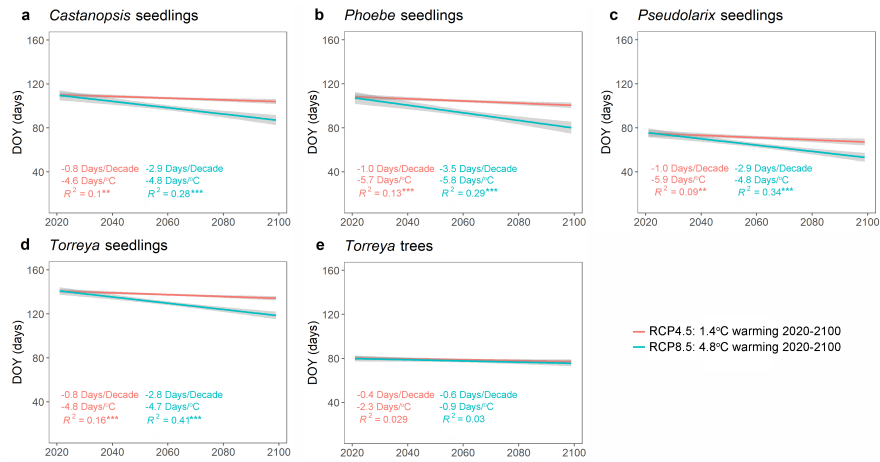 a Castanopsis seedlings
160
120
80
40
DOY (days)
-0.8 Days/Decade -2.9 Days/Decade
-4.6 Days/°C -4.8 Days/°C
R² = 0.1** R² = 0.28***
2020 2040 2060 2080 2100
b Phoebe seedlings
160
120
80
40
DOY (days)
-1.0 Days/Decade -3.5 Days/Decade
-5.7 Days/°C -5.8 Days/°C
R² = 0.13*** R² = 0.29***
2020 2040 2060 2080 2100
c Pseudolarix seedlings
160
120
80
40
DOY (days)
-1.0 Days/Decade -2.9 Days/Decade
-5.9 Days/°C -4.8 Days/°C
R² = 0.09** R² = 0.34***
2020 2040 2060 2080 2100
d Torreya seedlings
160
120
80
40
DOY (days)
-0.8 Days/Decade -2.8 Days/Decade
-4.8 Days/°C -4.7 Days/°C
R² = 0.16*** R² = 0.41***
2020 2040 2060 2080 2100
e Torreya trees
160
120
80
40
DOY (days)
-0.4 Days/Decade -0.6 Days/Decade
-2.3 Days/°C -0.9 Days/°C
R² = 0.029 R² = 0.03
2020 2040 2060 2080 2100
RCP4.5: 1.4°C warming 2020-2100
RCP8.5: 4.8°C warming 2020-2100